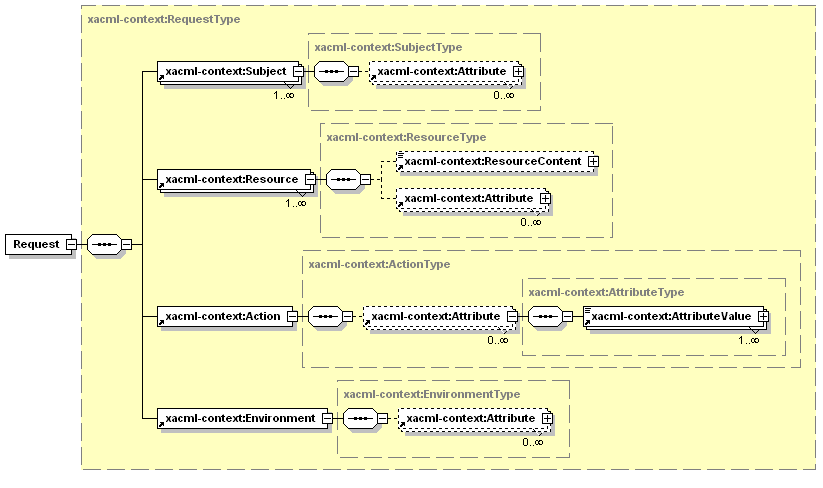 xacml-context:RequestType
xacml-context:SubjectType
xacml-context:Subject
xacml-context:Attribute
1..∞
0..∞
xacml-context:ResourceType
xacml-context:ResourceContent
xacml-context:Resource
xacml-context:Attribute
1..∞
0..∞
Request
xacml-context:ActionType
xacml-context:AttributeType
xacml-context:Action
xacml-context:Attribute
xacml-context:AttributeValue
0..∞
1..∞
xacml-context:EnvironmentType
xacml-context:Environment
xacml-context:Attribute
0..∞